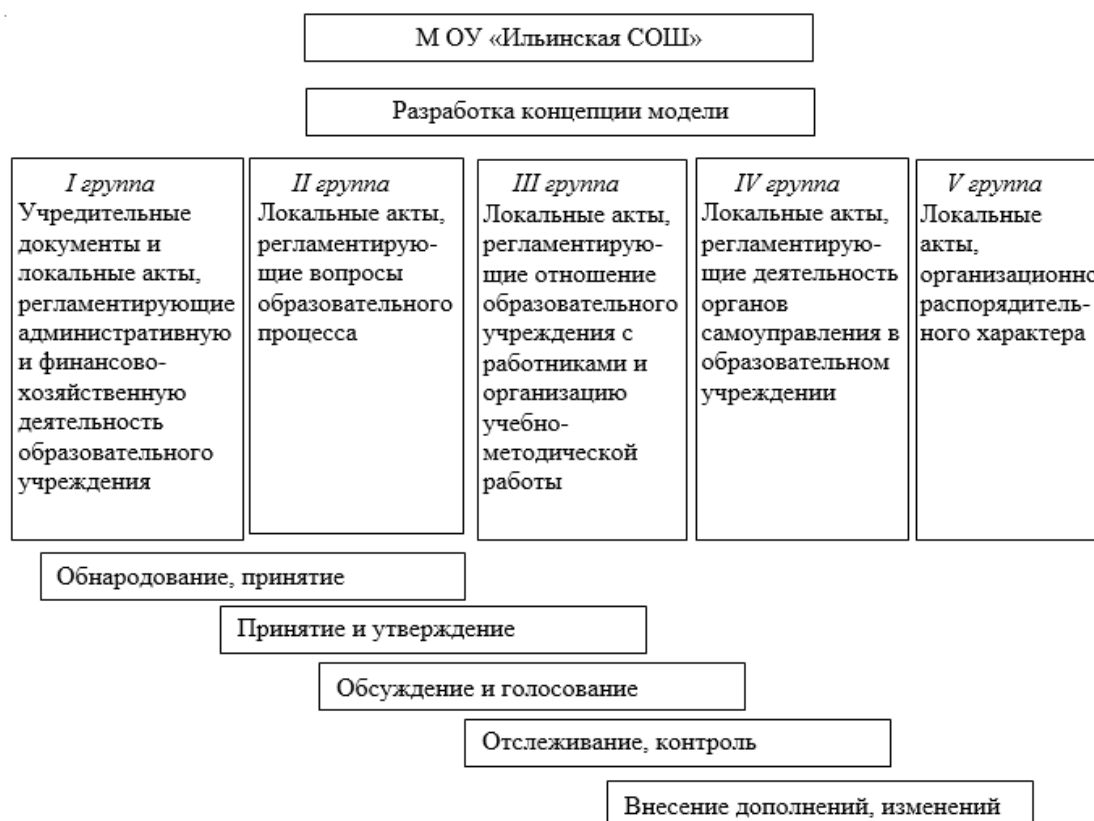 М ОУ «Ильинская СОШ»
Разработка концепции модели
I группа
Учредительные
документы и
локальные акты,
регламентирующие
административную
и финансово-
хозяйственную
деятельность
образовательного
учреждения
II группа
Локальные акты,
регламентирую-
щие вопросы
образовательного
процесса
III группа
Локальные акты,
регламентирую-
щие отношение
образовательного
учреждения с
работниками и
организацию
учебно-
методической
работы
IV группа
Локальные акты,
регламентирую-
щие деятельность
органов
самоуправления в
образовательном
учреждении
V группа
Локальные
акты,
организационно
распорядитель-
ного характера
Обнародование, принятие
Принятие и утверждение
Обсуждение и голосование
Отслеживание, контроль
Внесение дополнений, изменений